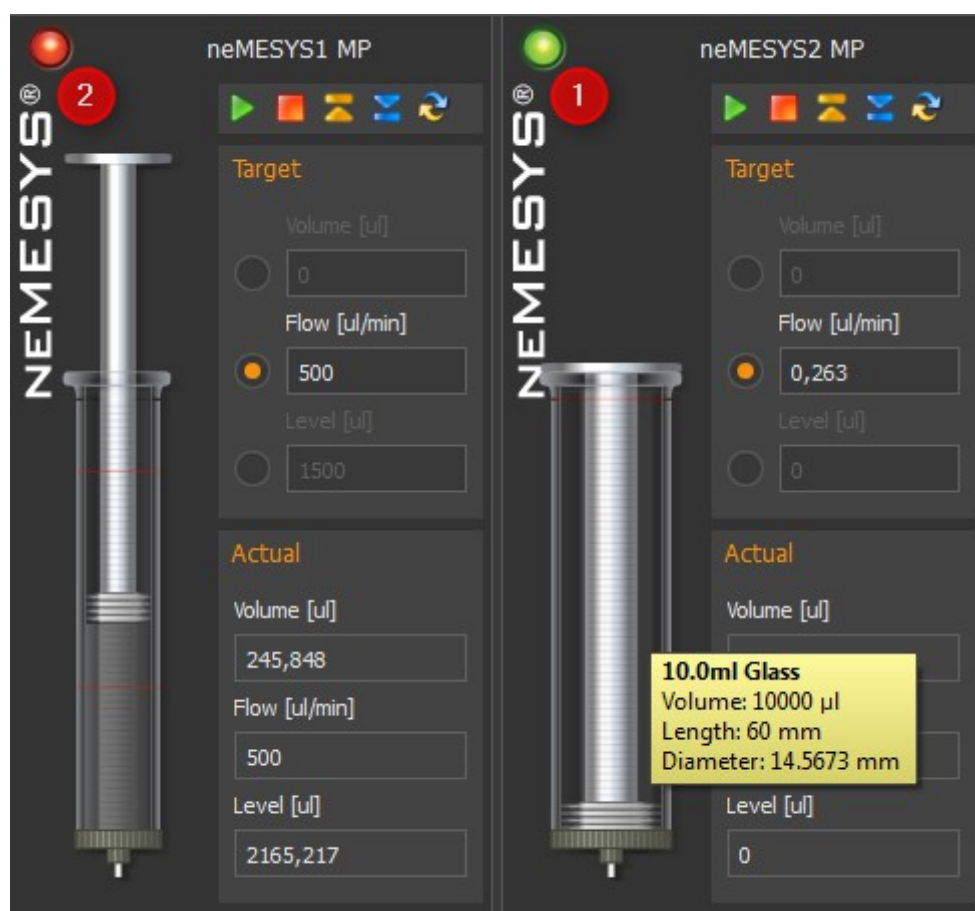 neMESYS1 MP
2
NEMESYS®
Target
Volume [ul]
0
Flow [ul/min]
500
Level [ul]
1500
Actual
Volume [ul]
245,848
Flow [ul/min]
500
Level [ul]
2165,217
neMESYS2 MP
1
NEMESYS®
Target
Volume [ul]
0
Flow [ul/min]
0,263
Level [ul]
0
Actual
Volume [ul]
10.0ml Glass
Volume: 10000 µl
Length: 60 mm
Diameter: 14.5673 mm
Level [ul]
0